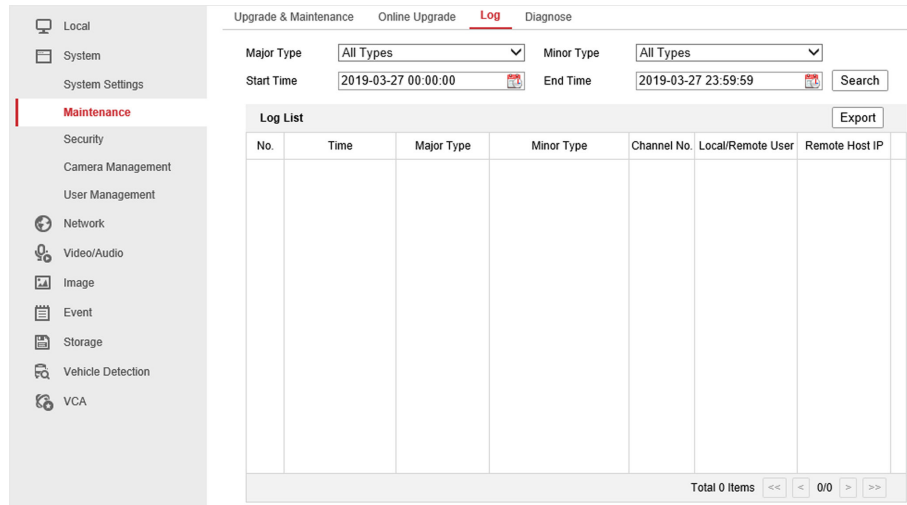 Local
System
System Settings
Maintenance
Security
Camera Management
User Management
Network
Video/Audio
Image
Event
Storage
Vehicle Detection
VCA
Upgrade & Maintenance Online Upgrade Log Diagnose
Major Type All Types Minor Type All Types
Start Time 2019-03-27 00:00:00 End Time 2019-03-27 23:59:59 Search
Log List Export
No. Time Major Type Minor Type Channel No. Local/Remote User Remote Host IP
Total 0 Items << < 0/0 > >>